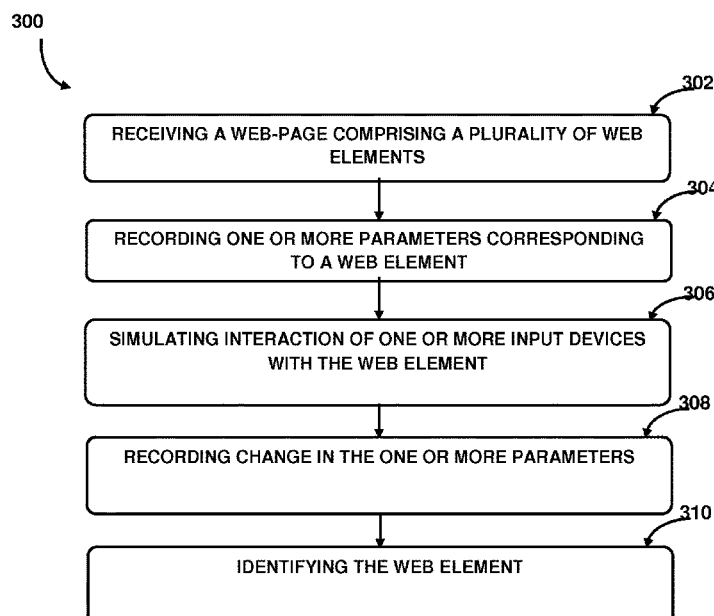 300
302
RECEIVING A WEB-PAGE COMPRISING A PLURALITY OF WEB
ELEMENTS
304
RECORDING ONE OR MORE PARAMETERS CORRESPONDING
TO A WEB ELEMENT
306
SIMULATING INTERACTION OF ONE OR MORE INPUT DEVICES
WITH THE WEB ELEMENT
308
RECORDING CHANGE IN THE ONE OR MORE PARAMETERS
310
IDENTIFYING THE WEB ELEMENT